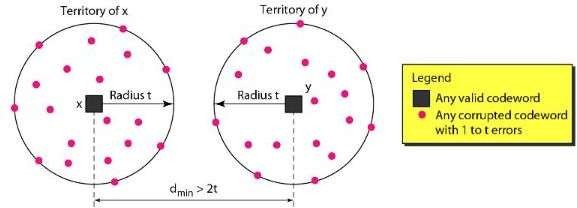 Territory of x
Territory of y
x
Radius t
Radius t
y
d_min > 2t
Legend
Any valid codeword
Any corrupted codeword
with 1 to t errors